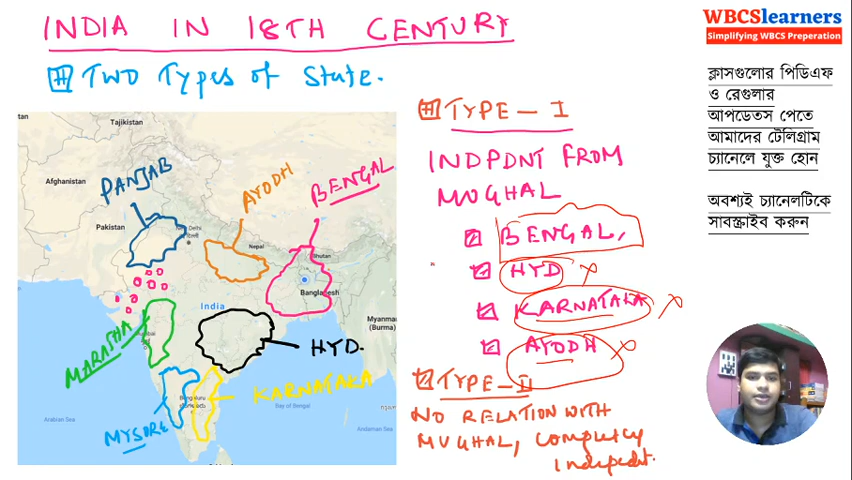 INDIA IN 18TH CENTURY
TWO Types of State.
WBCSlearners
Simplifying WBCS Preperation
ক্লাসগুলোর পিডিএফ
ও রেগুলার
আপডেতস পেতে
আমাদের টেলিগ্রাম
চ্যানেলে যুক্ত হোন
অবশ্যই চ্যানেলটিকে
সাবস্ক্রাইব করুন
Tajikistan
Afghanistan
PANJAB
AYODH
BENGAL
Pakistan
Nepal
Bhutan
India
Bangladesh
Myanmar
(Burma)
MARASHA
HYD.
KARNATAKA
Bengaluru
MYSORE
Arabian Sea
Bay of Bengal
Andaman Sea
TYPE - I
INDPDNT FROM
MUGHAL
BENGAL,
HYD ×
KARNATAKA ×
AYODH ×
TYPE - II
NO RELATION WITH
MUGHAL, Completly
Indepedt.